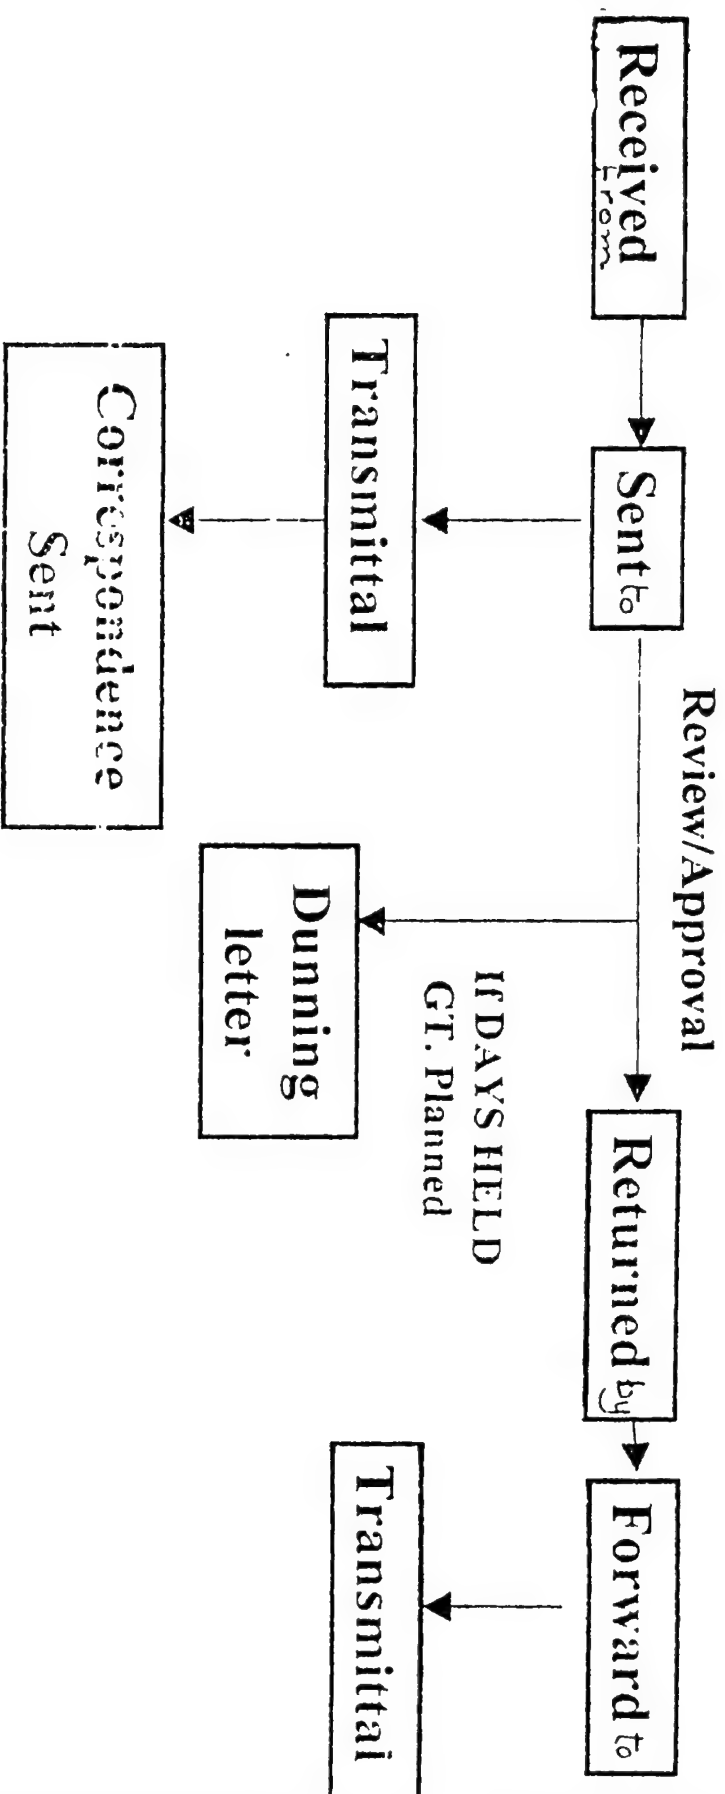 Received
from
Sent to
Review/Approval
Returned by
Forward to
If DAYS HELD
GT. Planned
Transmittal
Transmittal
Dunning
letter
Correspondence
Sent